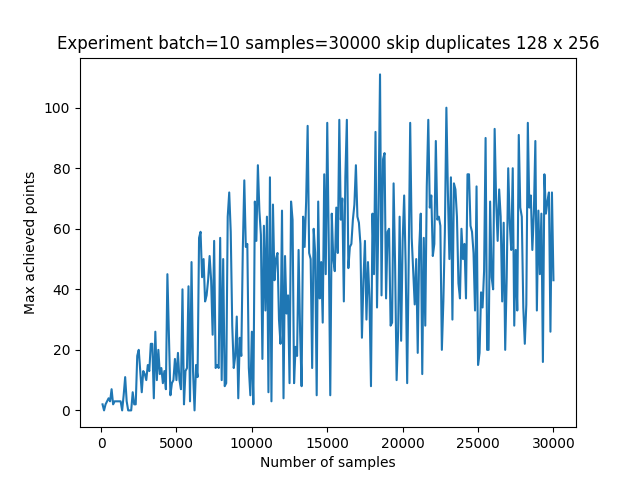 Experiment batch=10 samples=30000 skip duplicates 128 x 256
Max achieved points
100
80
60
40
20
0
0 5000 10000 15000 20000 25000 30000
Number of samples